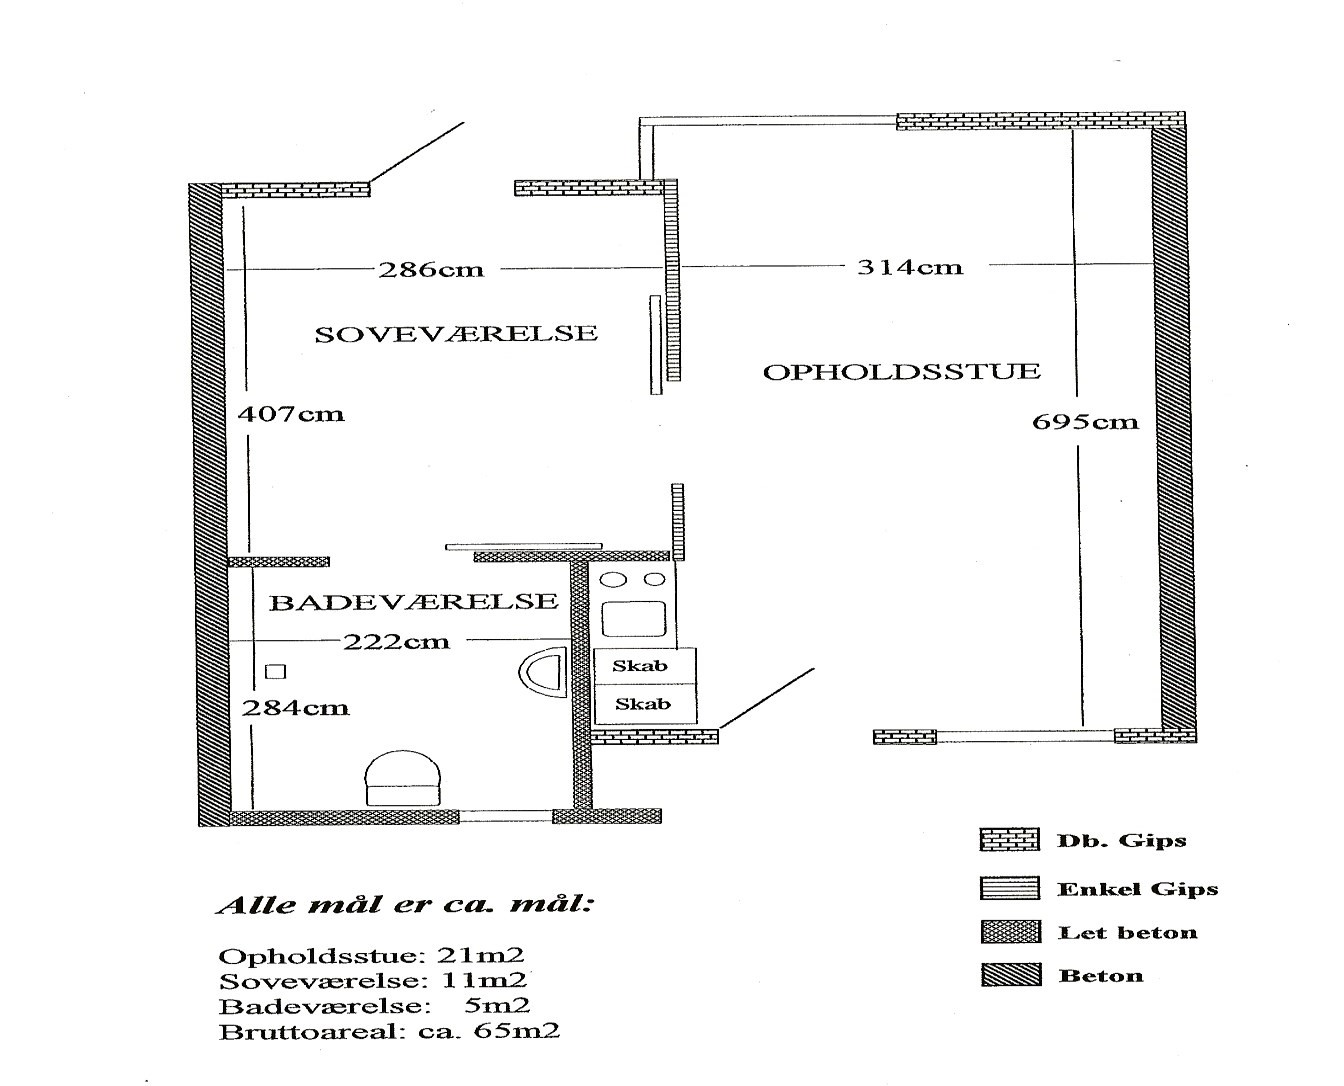 286cm
314cm
SOVEVÆRELSE
OPHOLDSSTUE
407cm
695cm
BADEVÆRELSE
222cm
Skab
284cm
Skab
Db. Gips
Enkel Gips
Let beton
Beton
Alle mål er ca. mål:
Opholdsstue: 21m2
Soveværelse: 11m2
Badeværelse: 5m2
Bruttoareal: ca. 65m2